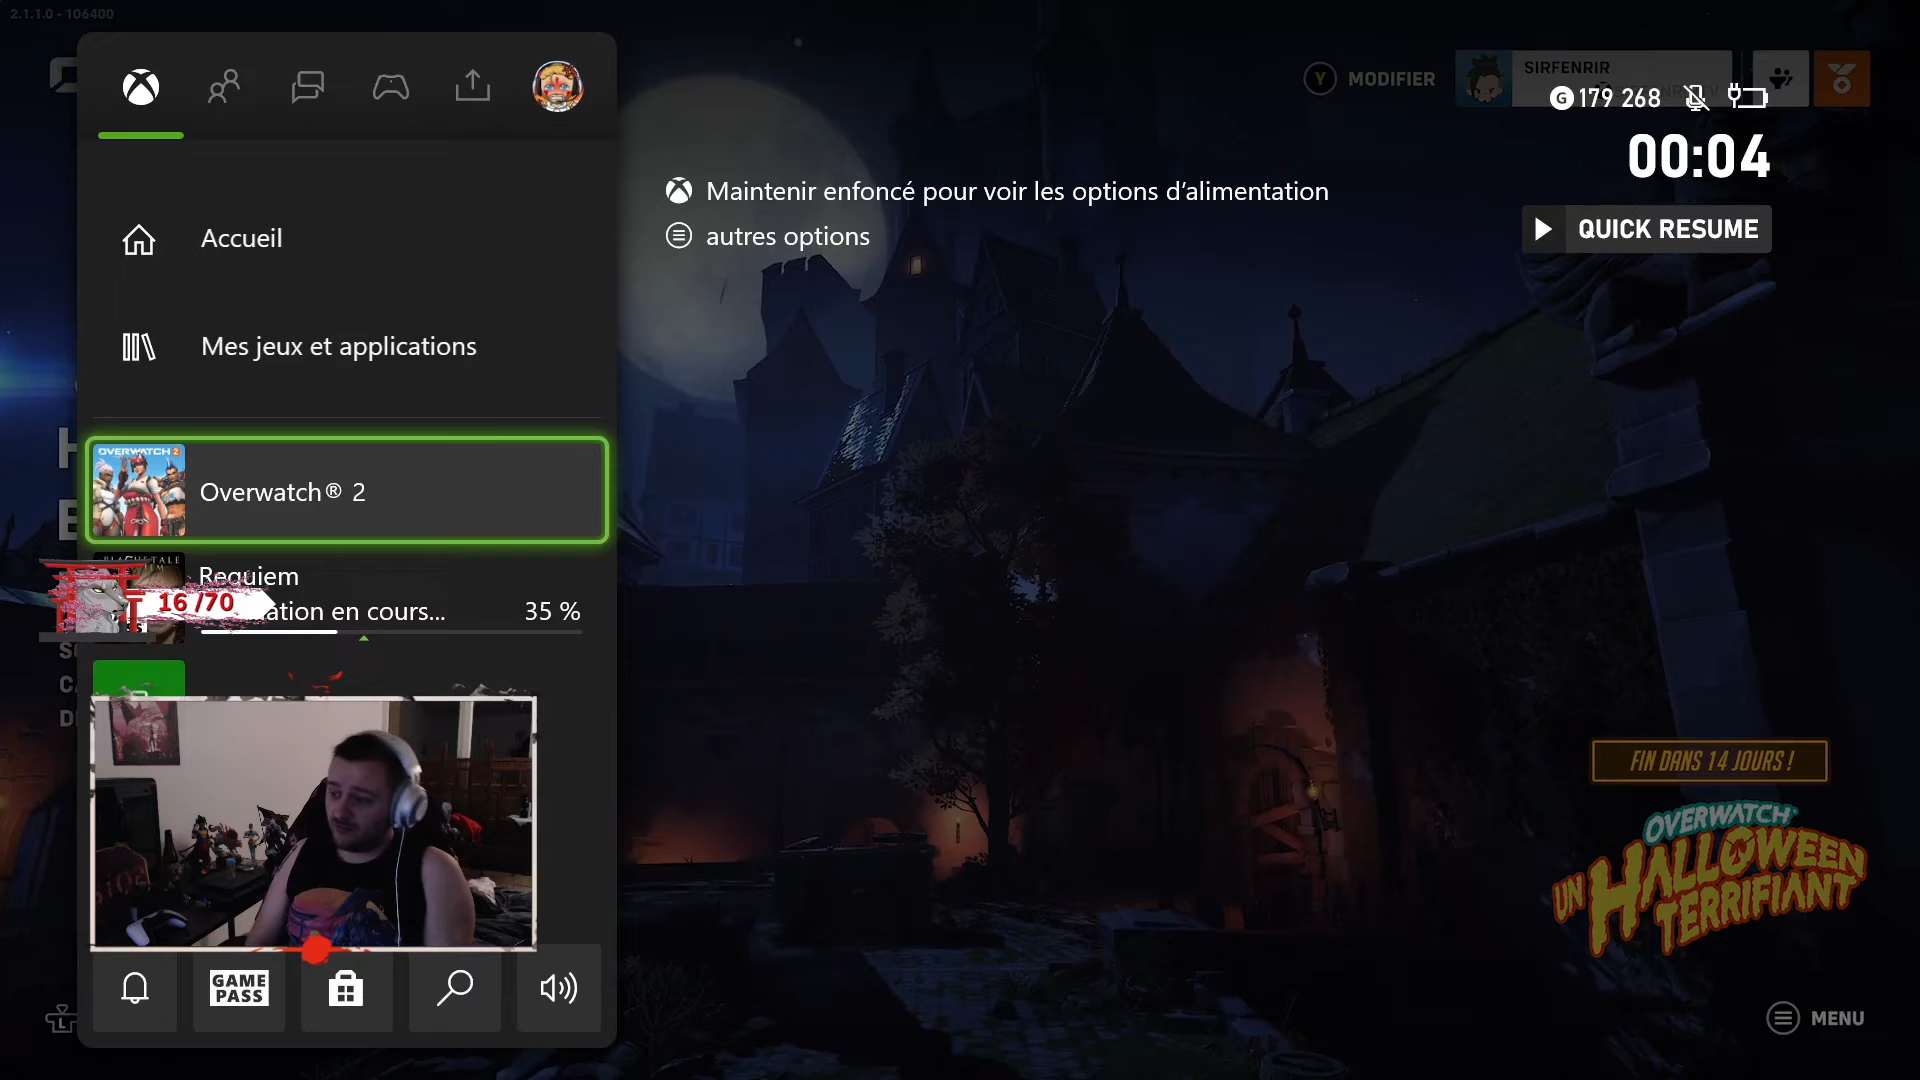 2.1.1.0 - 106400
Y MODIFIER
SIRFENRIR
G 179 268
00:04
QUICK RESUME
Maintenir enfoncé pour voir les options d’alimentation
autres options
Accueil
Mes jeux et applications
OVERWATCH 2
Overwatch® 2
Requiem
16 /70
ation en cours...
35 %
GAME
PASS
FIN DANS 14 JOURS !
OVERWATCH
UN HALLOWEEN
TERRIFIANT
L
MENU